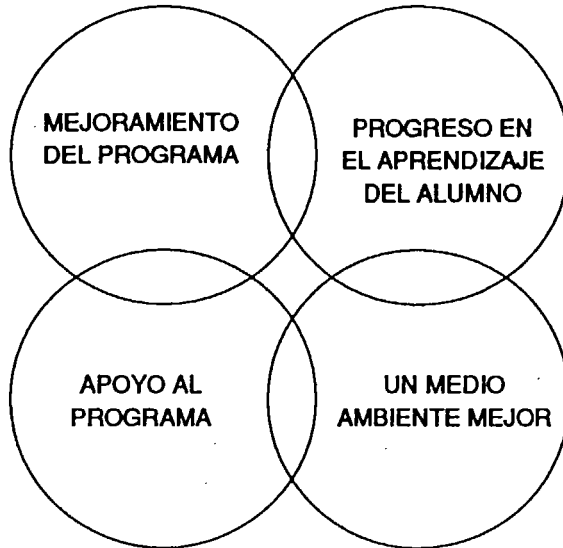 MEJORAMIENTO
DEL PROGRAMA
PROGRESO EN
EL APRENDIZAJE
DEL ALUMNO
APOYO AL
PROGRAMA
UN MEDIO
AMBIENTE MEJOR